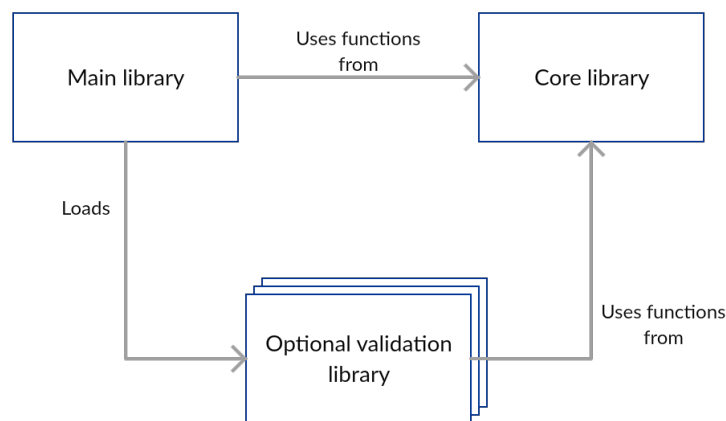 Uses functions
from
Main library
Core library
Loads
Uses functions
from
Optional validation
library